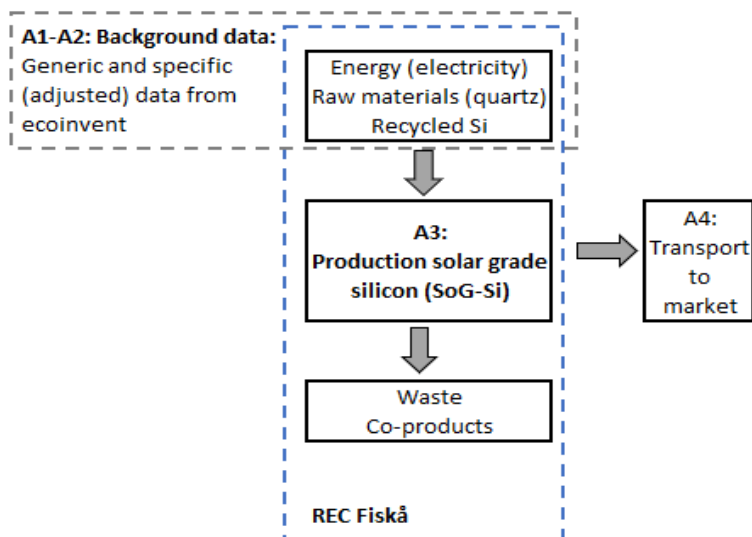 A1-A2: Background data:
Generic and specific
(adjusted) data from
ecoinvent
Energy (electricity)
Raw materials (quartz)
Recycled Si
A3:
Production solar grade
silicon (SoG-Si)
A4:
Transport
to
market
Waste
Co-products
REC Fiskå